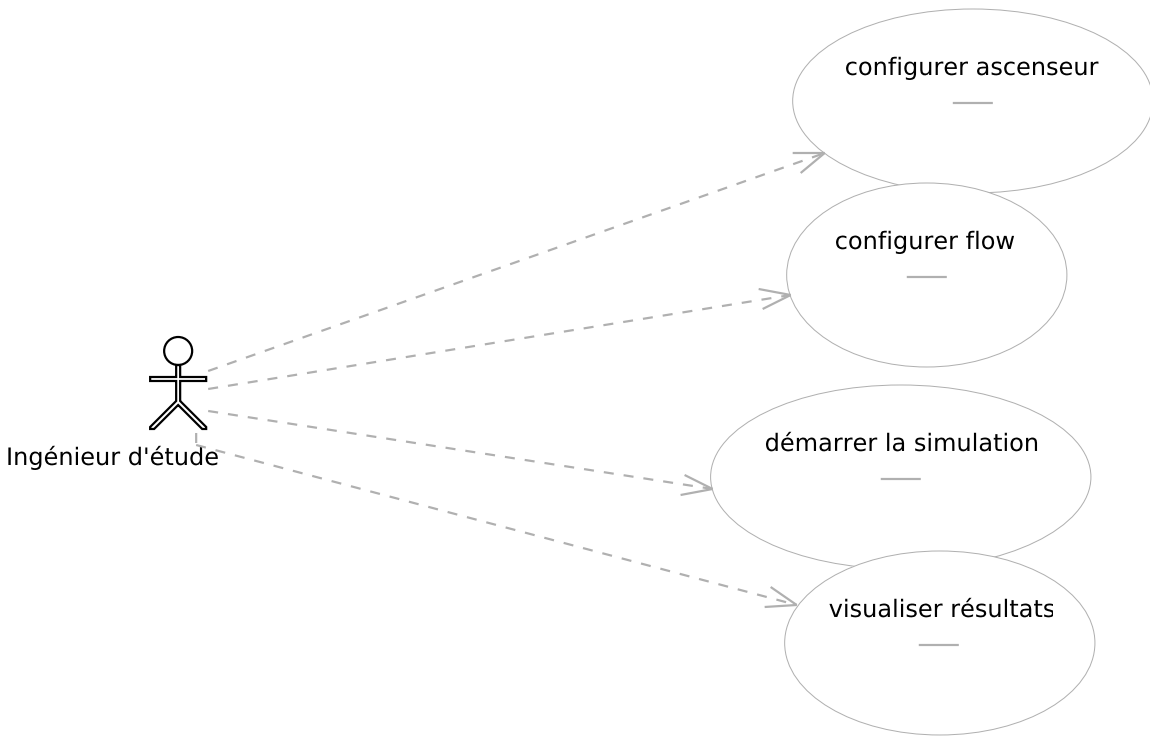 configurer ascenseur
configurer flow
Ingénieur d'étude
démarrer la simulation
visualiser résultats